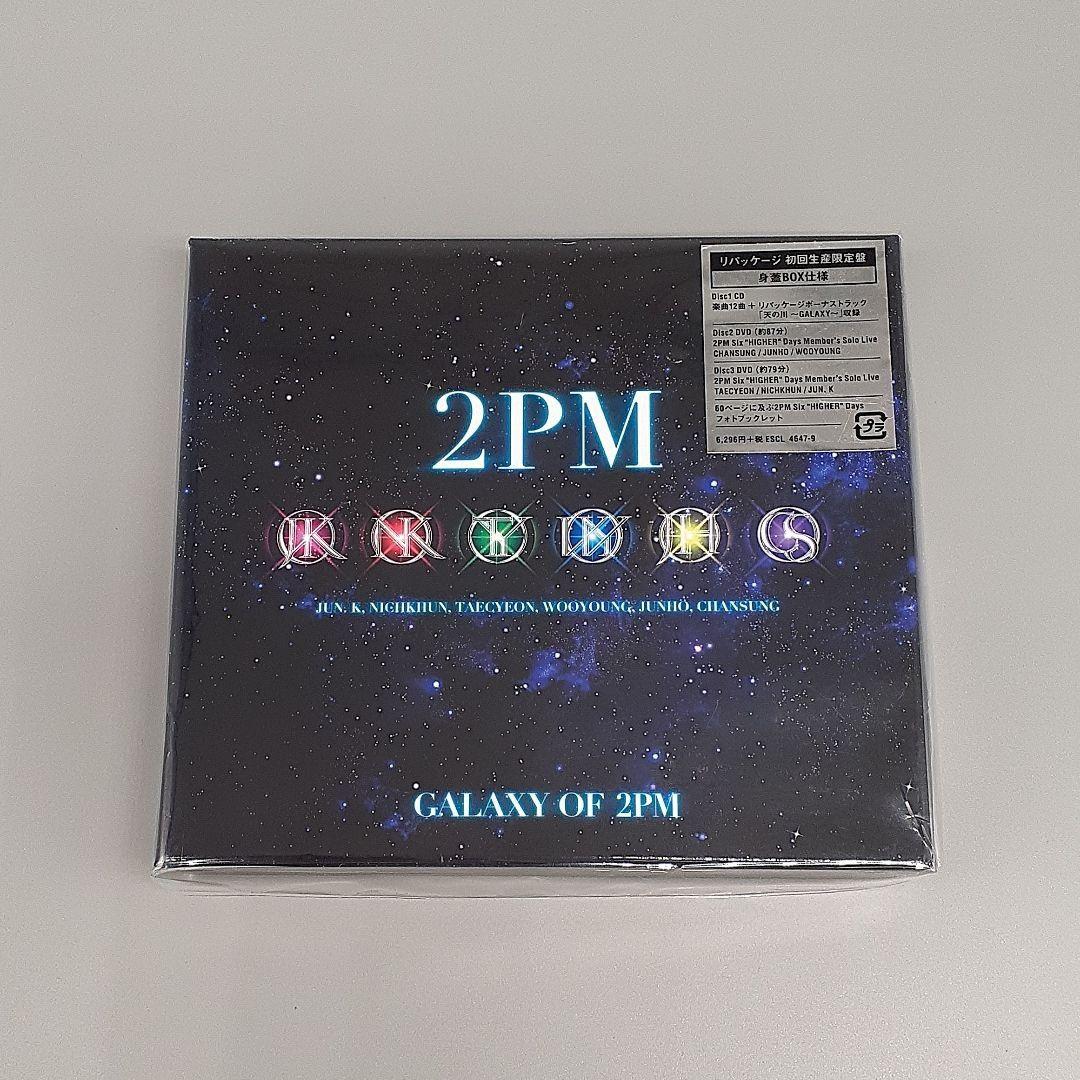 リパッケージ 初回生産限定盤
身蓋BOX仕様
Disc1 CD
楽曲12曲 + リパッケージボーナストラック
「天の川 ～GALAXY～」収録
Disc2 DVD (約87分)
2PM Six "HIGHER" Days Member's Solo Live
CHANSUNG / JUNHO / WOOYOUNG
Disc3 DVD (約79分)
2PM Six "HIGHER" Days Member's Solo Live
TAECYEON / NICHKHUN / JUN. K
60ページに及ぶ2PM Six "HIGHER" Days
フォトブックレット
6,296円+税 ESCL 4647-9
プラ
2PM
JK NK T WY H CS
JUN. K, NICHKHUN, TAECYEON, WOOYOUNG, JUNHO, CHANSUNG
GALAXY OF 2PM